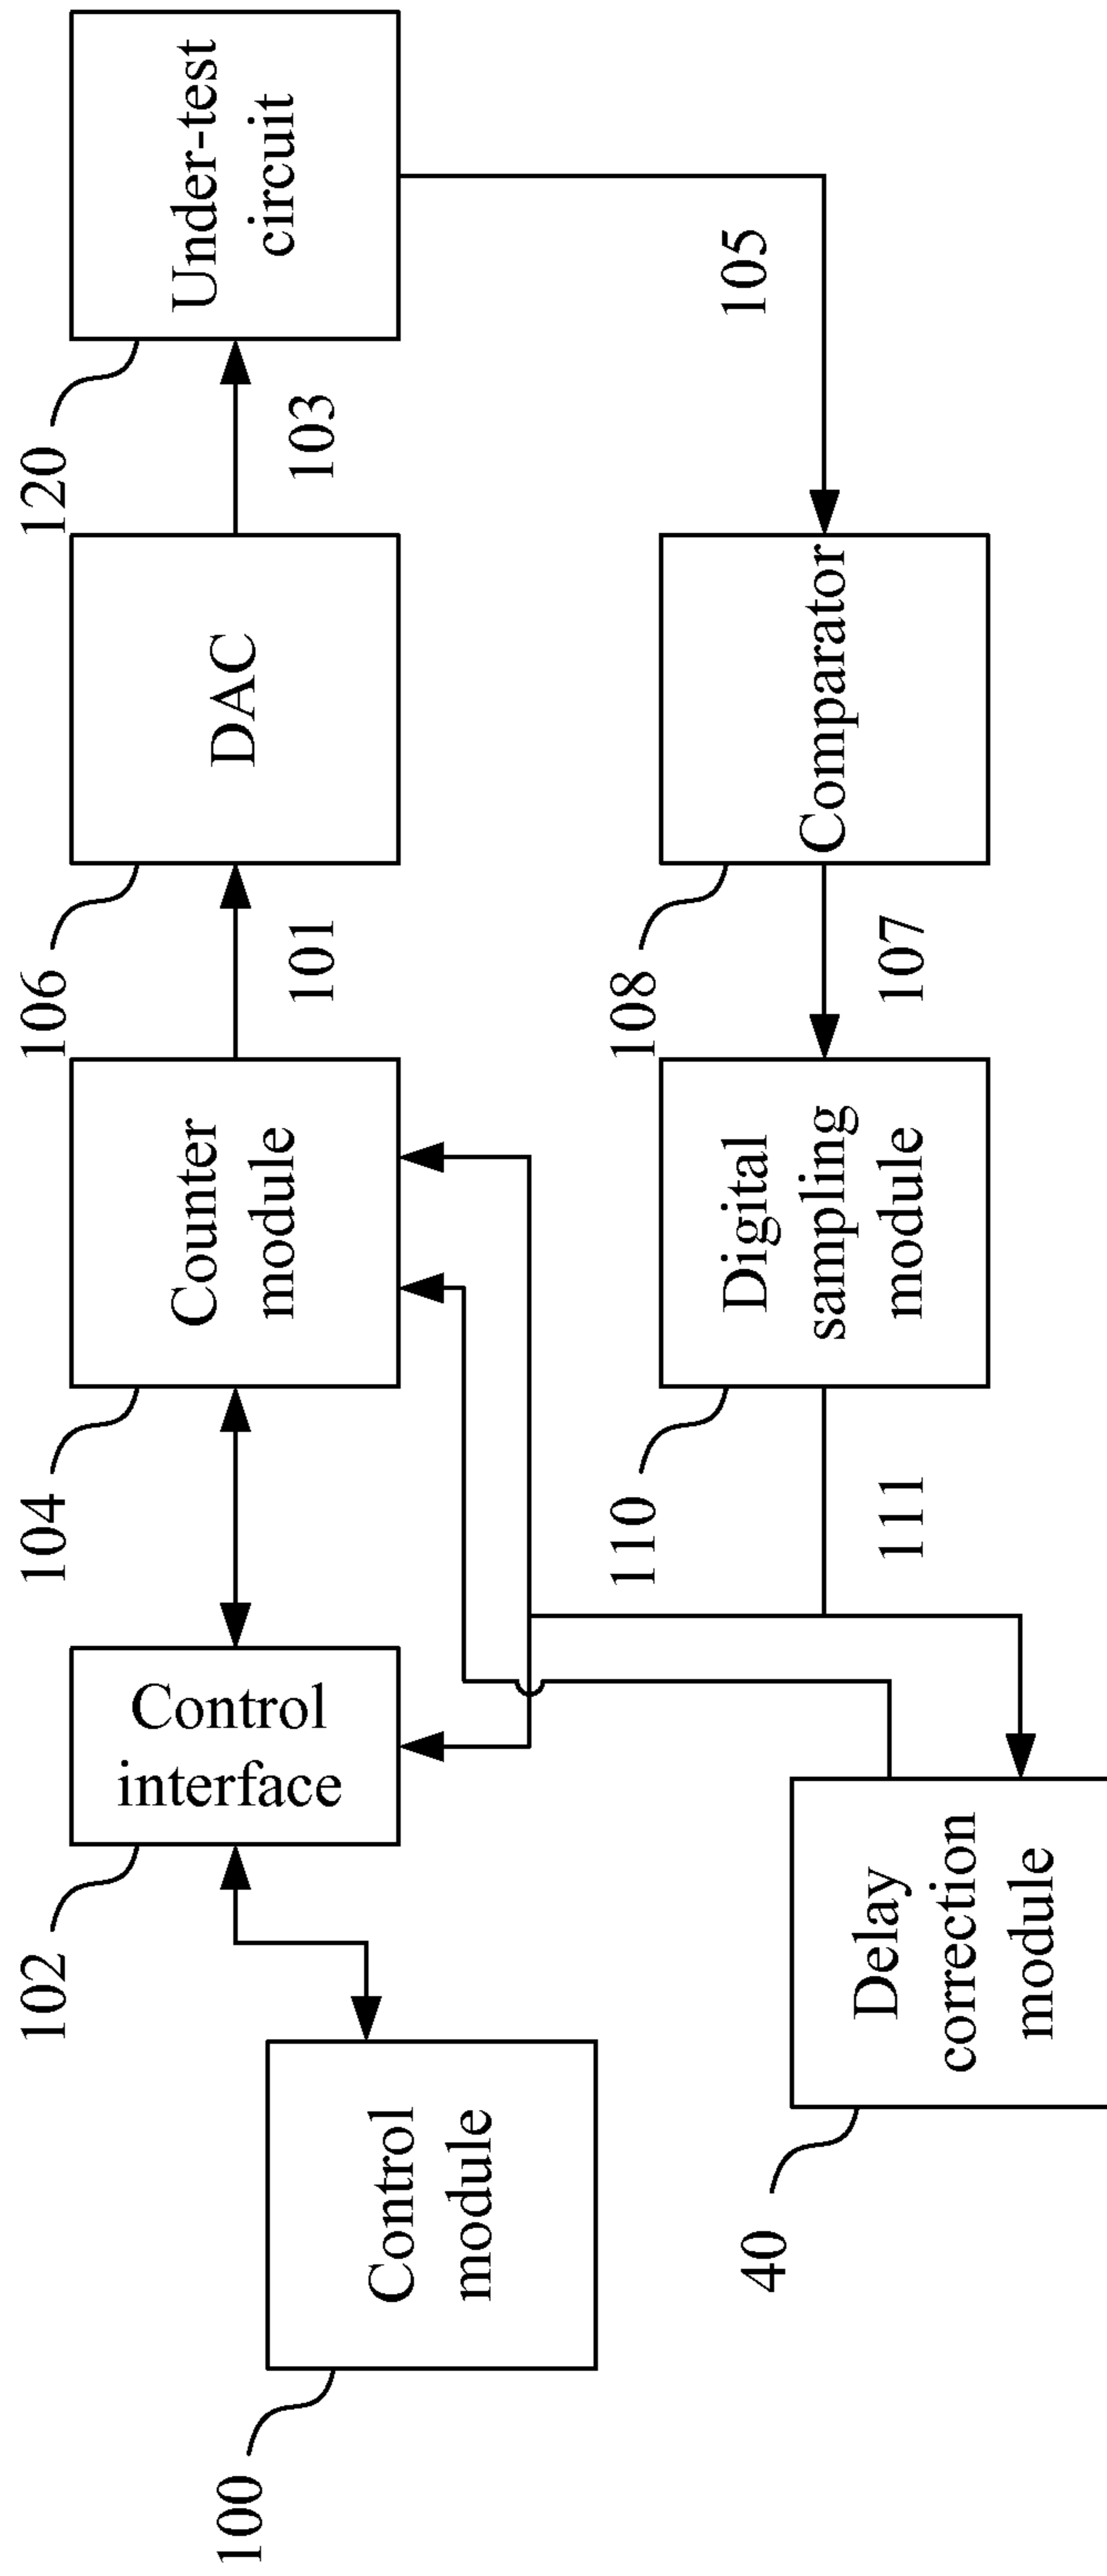 100
Control
module
102
Control
interface
104
Counter
module
101
106
DAC
103
120
Under-test
circuit
105
40
Delay
correction
module
111
110
Digital
sampling
module
107
108
Comparator